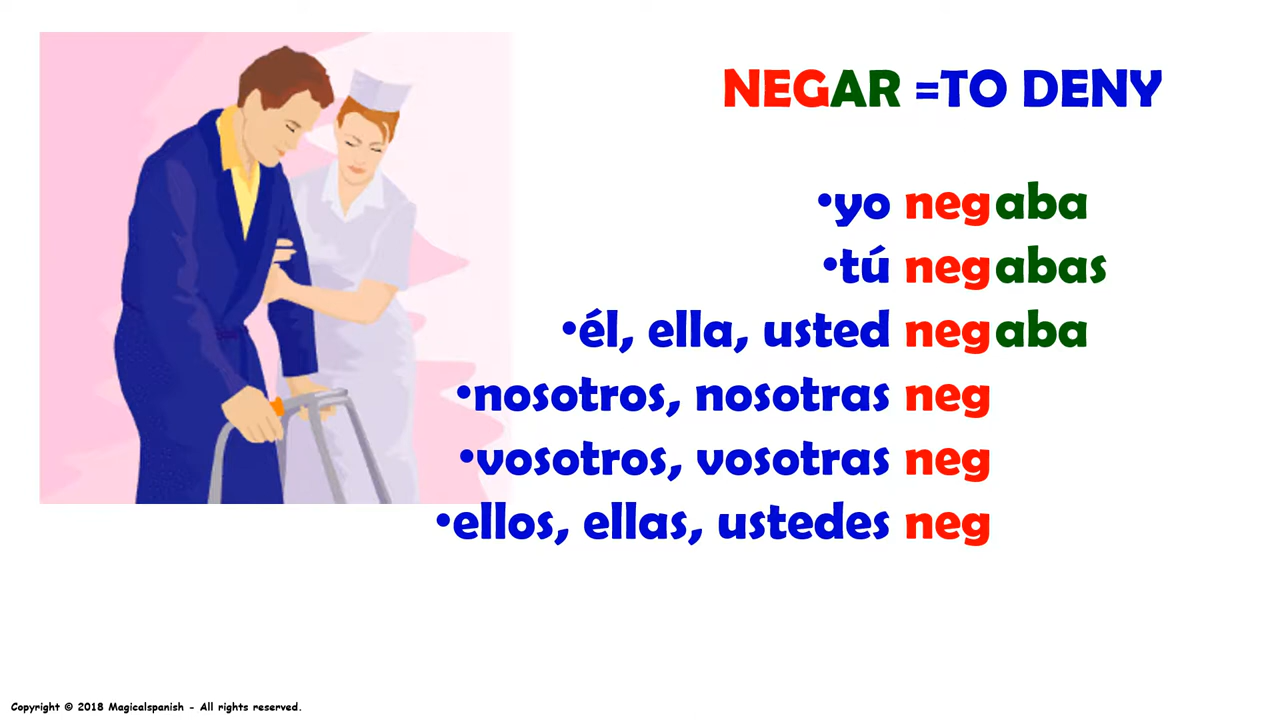 NEGAR =TO DENY
•yo negaba
•tú negabas
•él, ella, usted negaba
•nosotros, nosotras neg
•vosotros, vosotras neg
•ellos, ellas, ustedes neg
Copyright © 2018 Magicalspanish - All rights reserved.